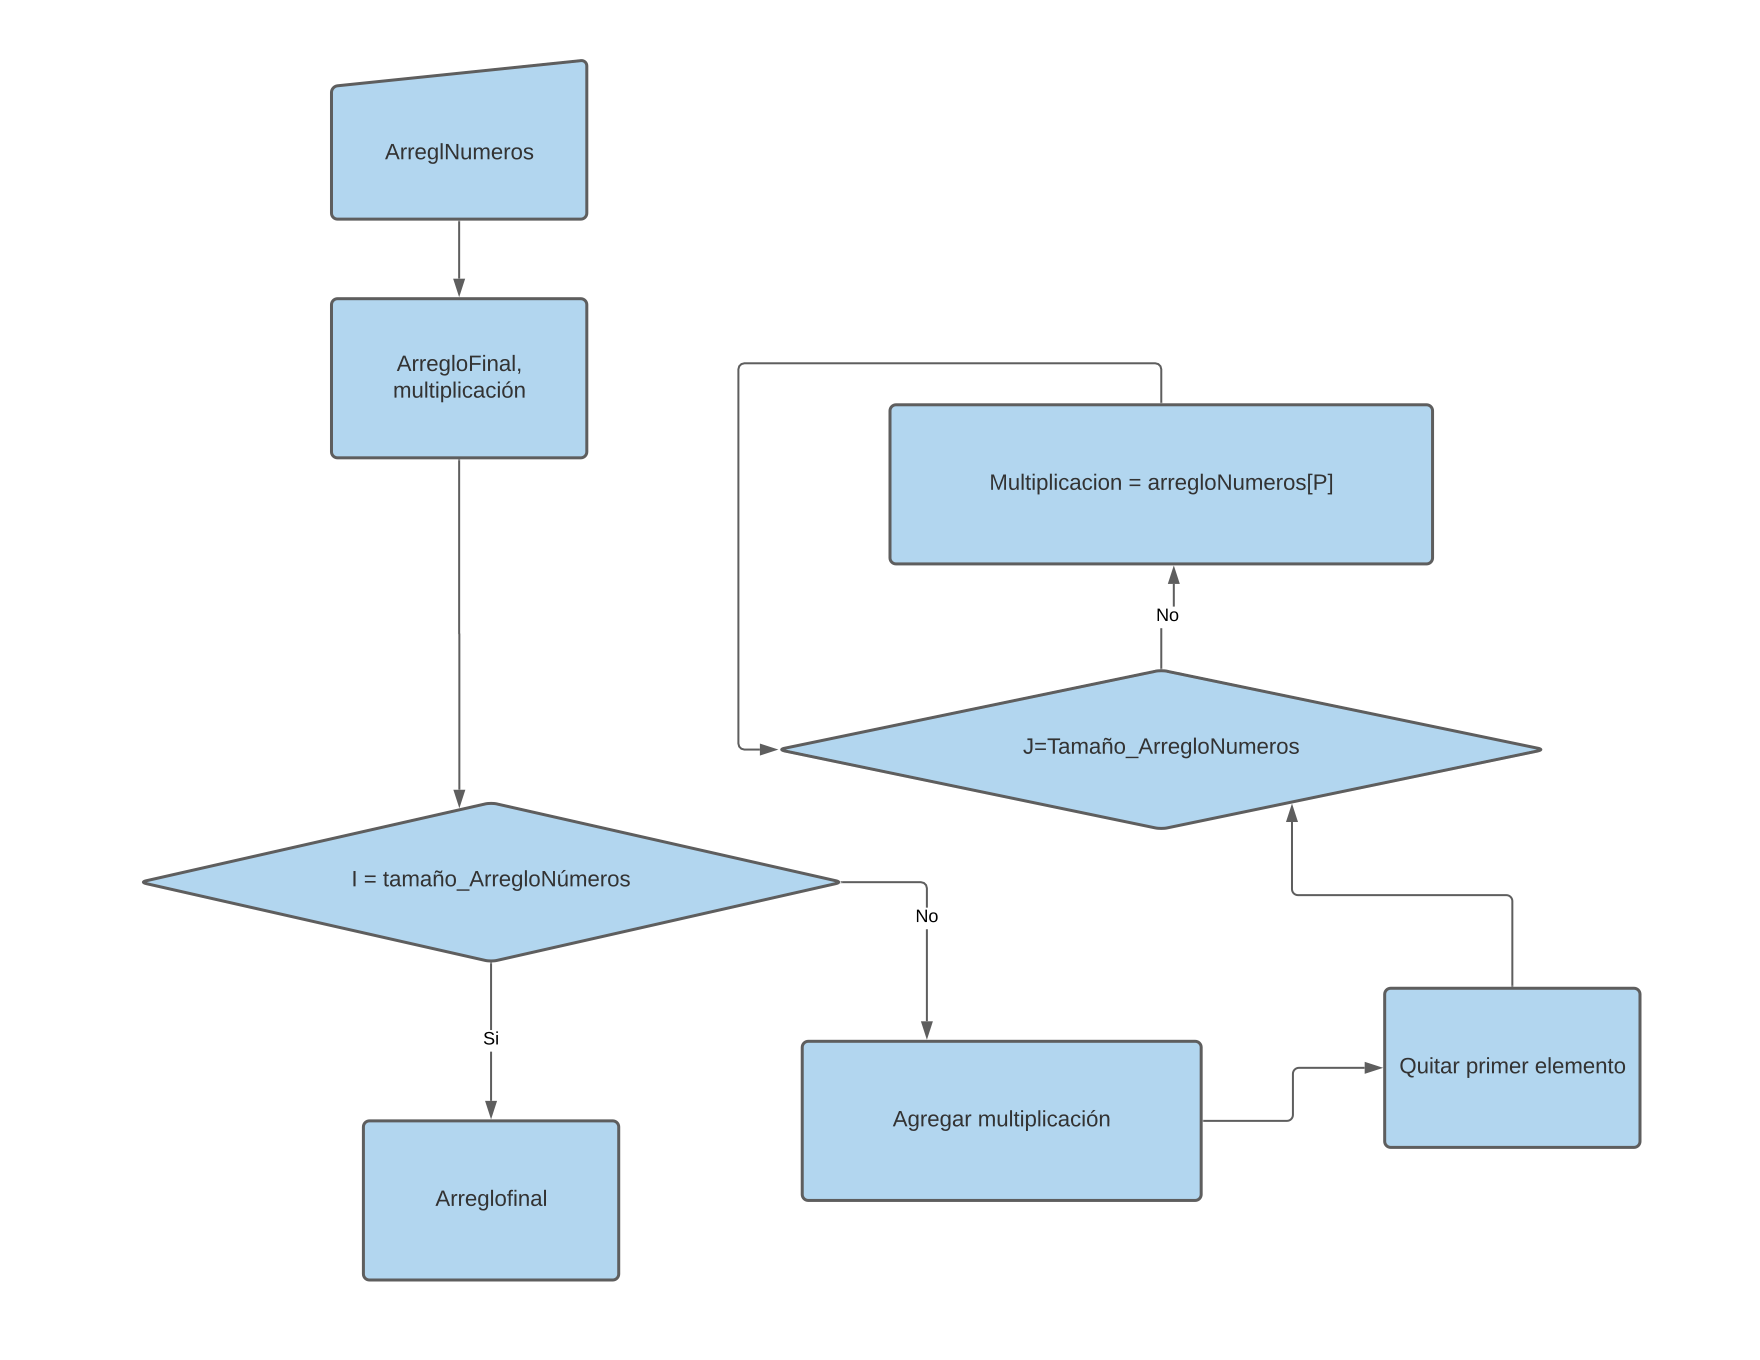 ArreglNumeros
ArregloFinal,
multiplicación
Multiplicacion = arregloNumeros[P]
No
J=Tamaño_ArregloNumeros
I = tamaño_ArregloNúmeros
No
Si
Quitar primer elemento
Agregar multiplicación
Arreglofinal